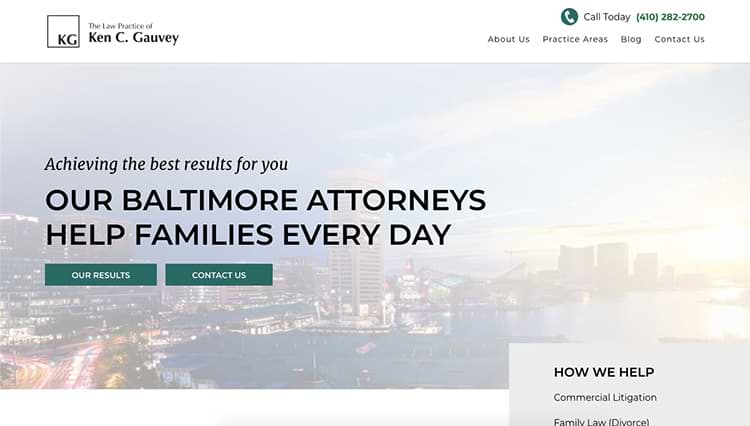 The Law Practice of
KG
Ken C. Gauvey
Call Today (410) 282-2700
About Us Practice Areas Blog Contact Us
Achieving the best results for you
OUR BALTIMORE ATTORNEYS
HELP FAMILIES EVERY DAY
OUR RESULTS CONTACT US
HOW WE HELP
Commercial Litigation
Family Law (Divorce)